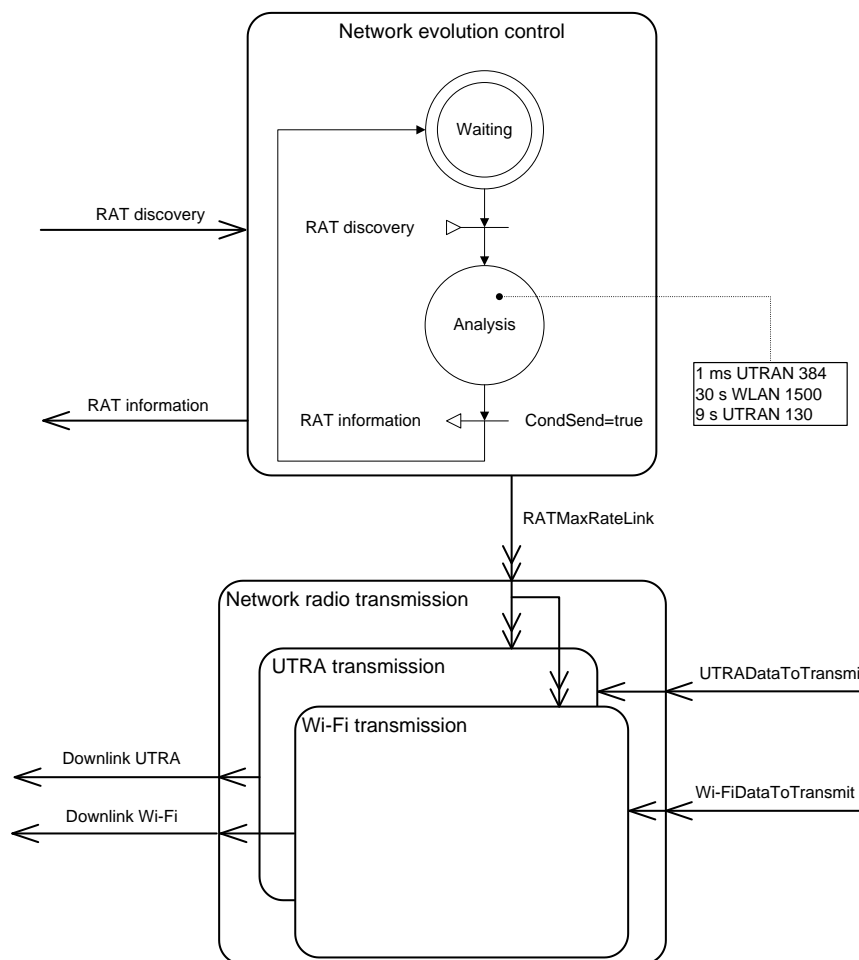 Network evolution control
Waiting
RAT discovery
RAT discovery
Analysis
1 ms UTRAN 384
30 s WLAN 1500
9 s UTRAN 130
RAT information
RAT information
CondSend=true
RATMaxRateLink
Network radio transmission
UTRA transmission
UTRADataToTransmi
Wi-Fi transmission
Downlink UTRA
Wi-FiDataToTransmit
Downlink Wi-Fi